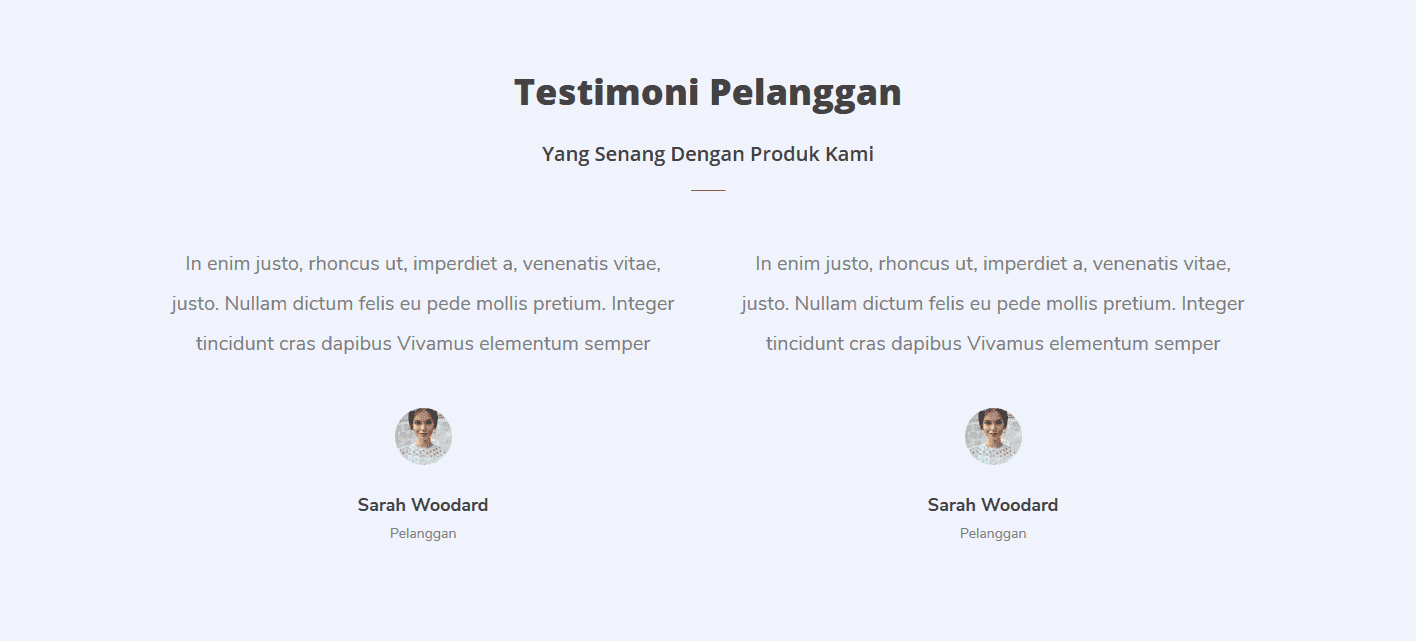 Testimoni Pelanggan
Yang Senang Dengan Produk Kami
In enim justo, rhoncus ut, imperdiet a, venenatis vitae,
justo. Nullam dictum felis eu pede mollis pretium. Integer
tincidunt cras dapibus Vivamus elementum semper
Sarah Woodard
Pelanggan
In enim justo, rhoncus ut, imperdiet a, venenatis vitae,
justo. Nullam dictum felis eu pede mollis pretium. Integer
tincidunt cras dapibus Vivamus elementum semper
Sarah Woodard
Pelanggan